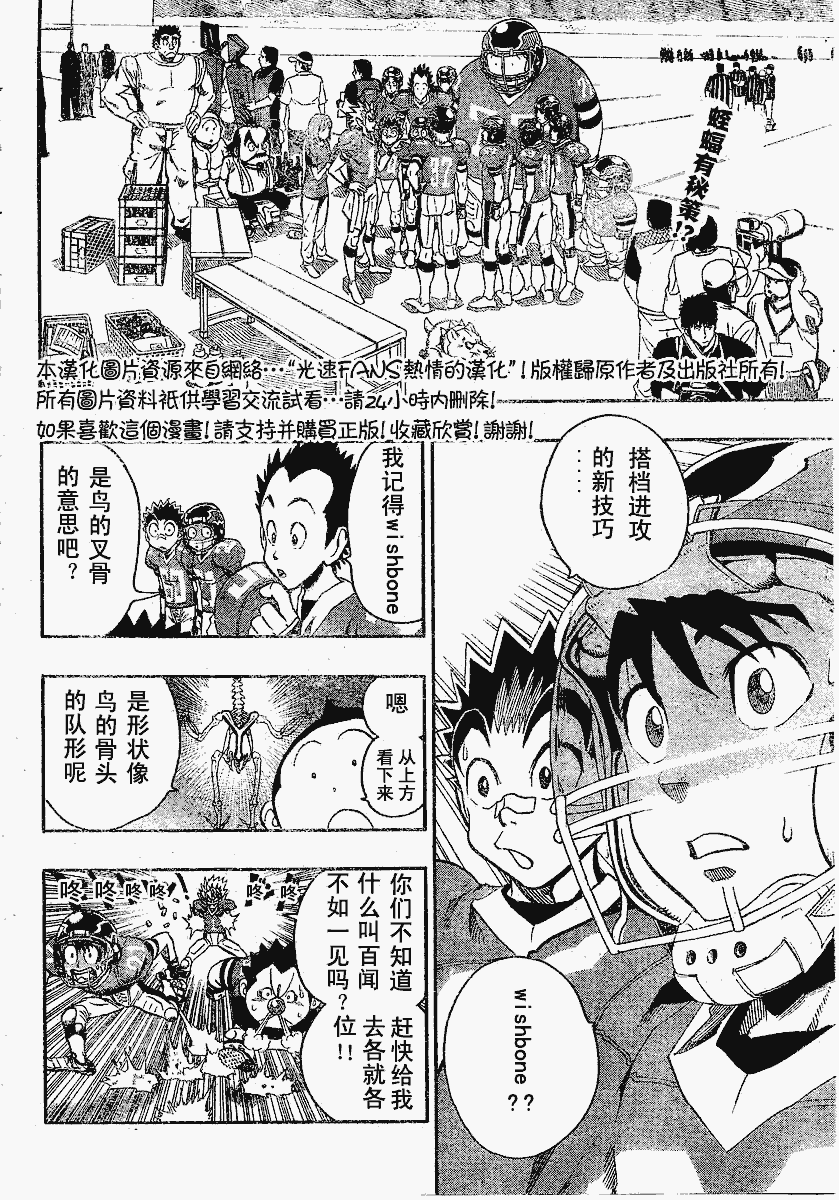 蛭蝠有秘策!?
本漢化圖片資源來自網絡…“光速FANS熱情的漢化”!版權歸原作者及出版社所有!
所有圖片資料衹供學習交流試看…請24小時内刪除!
如果喜歡這個漫畫!請支持并購買正版!收藏欣賞!謝謝!
搭档进攻
的新技巧
……
wishbone??
我记得wishbone
是鸟的叉骨
的意思吧?
嗯
从上方
看下来
是形状像
鸟的骨头
的队形呢
你们不知道
什么叫百闻
不如一见吗?
赶快给我
去各就各
位!!
咚咚咚咚
咚咚